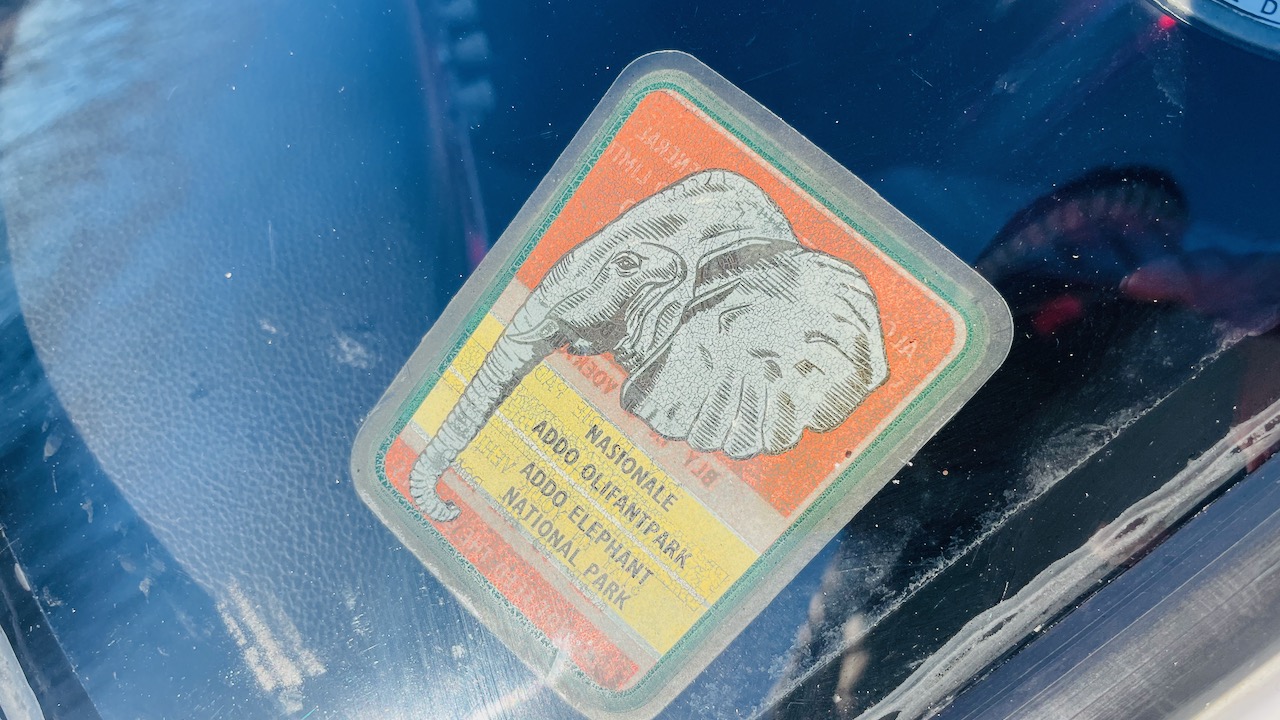 NASIONALE
ADDO OLIFANTPARK
ADDO ELEPHANT
NATIONAL PARK